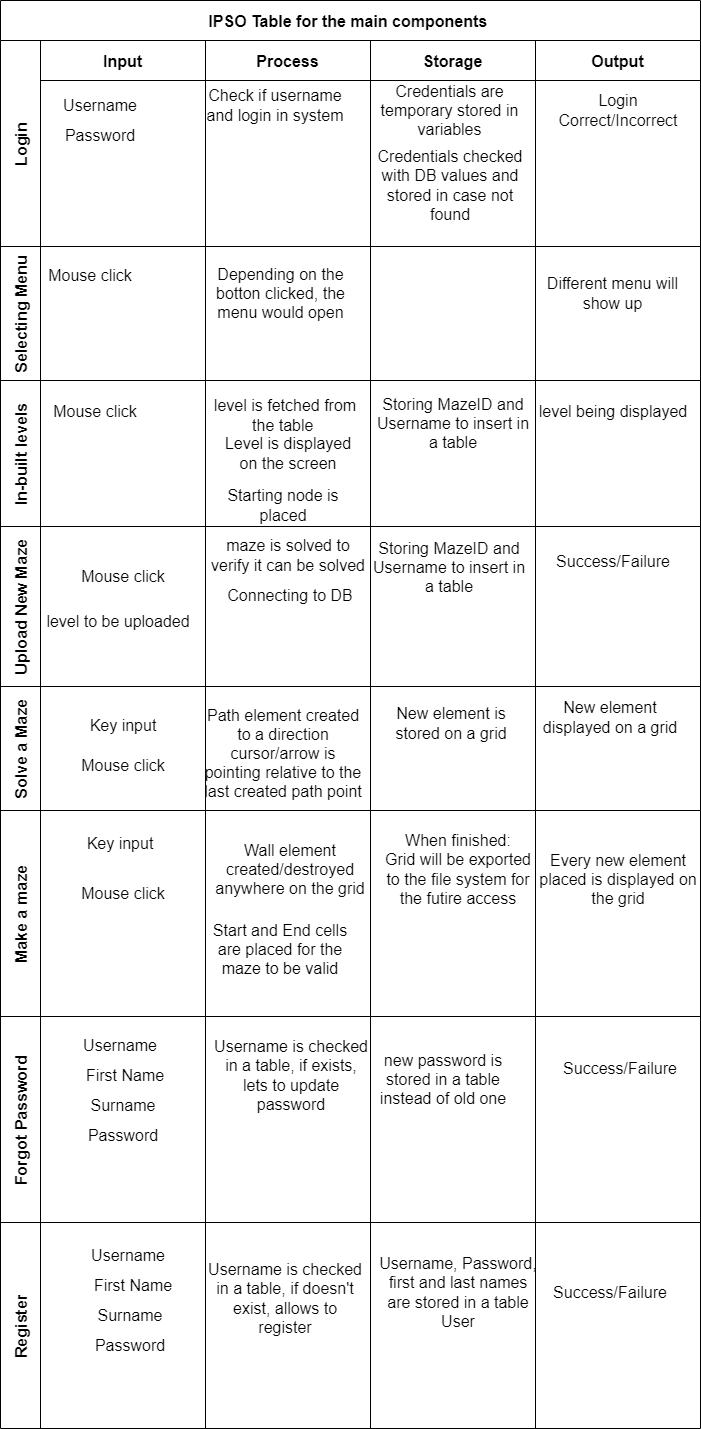 IPSO Table for the main components
Input
Process
Storage
Output
Login
Username
Password
Check if username
and login in system
Credentials are
temporary stored in
variables
Credentials checked
with DB values and
stored in case not
found
Login
Correct/Incorrect
Selecting Menu
Mouse click
Depending on the
botton clicked, the
menu would open
Different menu will
show up
In-built levels
Mouse click
level is fetched from
the table
Level is displayed
on the screen
Starting node is
placed
Storing MazeID and
Username to insert in
a table
level being displayed
Upload New Maze
Mouse click
level to be uploaded
maze is solved to
verify it can be solved
Connecting to DB
Storing MazeID and
Username to insert in
a table
Success/Failure
Solve a Maze
Key input
Mouse click
Path element created
to a direction
cursor/arrow is
pointing relative to the
last created path point
New element is
stored on a grid
New element
displayed on a grid
Make a maze
Key input
Mouse click
Wall element
created/destroyed
anywhere on the grid
Start and End cells
are placed for the
maze to be valid
When finished:
Grid will be exported
to the file system for
the futire access
Every new element
placed is displayed on
the grid
Forgot Password
Username
First Name
Surname
Password
Username is checked
in a table, if exists,
lets to update
password
new password is
stored in a table
instead of old one
Success/Failure
Register
Username
First Name
Surname
Password
Username is checked
in a table, if doesn't
exist, allows to
register
Username, Password,
first and last names
are stored in a table
User
Success/Failure